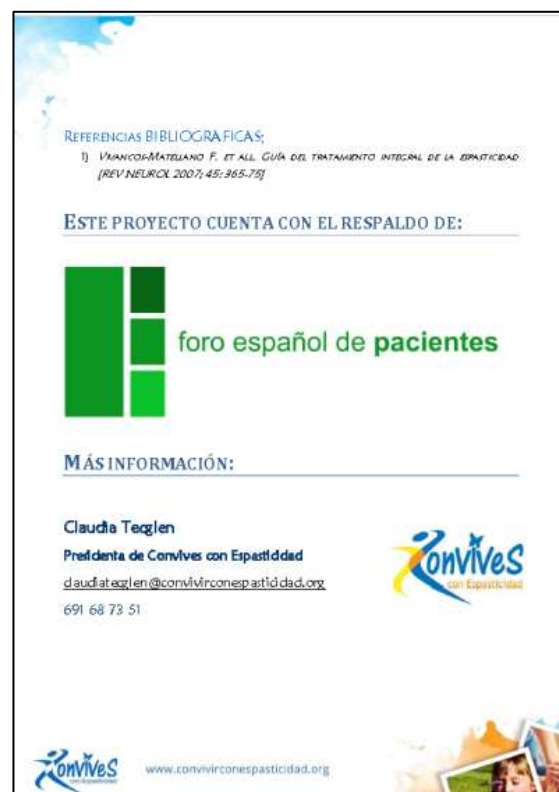 REFERENCIAS BIBLIOGRAFICAS;
1) VIVANCOS-MATELLANO F. ET ALL. GUÍA DEL TRATAMIENTO INTEGRAL DE LA ESPASTICIDAD
[REV NEUROL 2007; 45: 365-75]
ESTE PROYECTO CUENTA CON EL RESPALDO DE:
foro español de pacientes
MÁS INFORMACIÓN:
Claudia Tecglen
Presidenta de Convives con Espasticidad
claudiatecglen@convivirconespasticidad.org
691 68 73 51
Convives
con Espasticidad
Convives
con Espasticidad
www.convivirconespasticidad.org